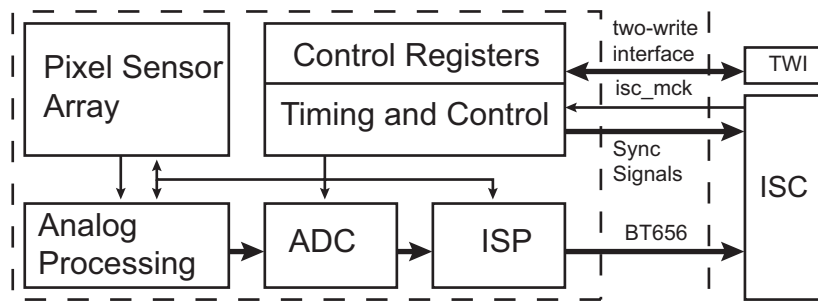 Pixel Sensor
Array
Control Registers
Timing and Control
two-write
interface
TWI
isc_mck
Sync
Signals
ISC
Analog
Processing
ADC
ISP
BT656